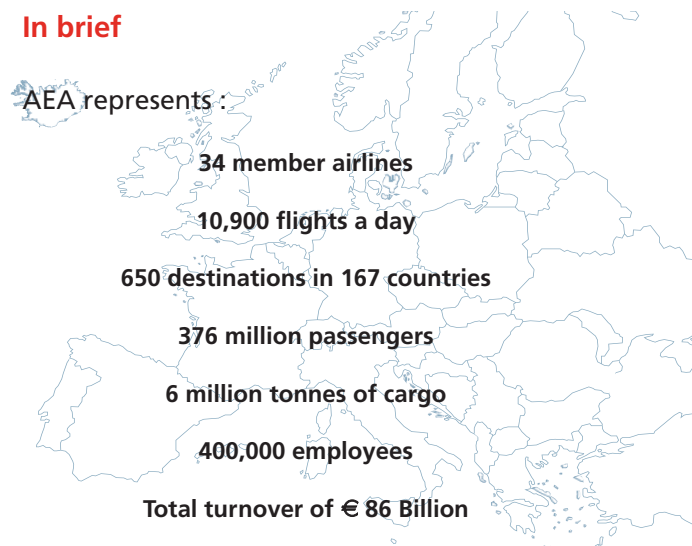 In brief
AEA represents :
34 member airlines
10,900 flights a day
650 destinations in 167 countries
376 million passengers
6 million tonnes of cargo
400,000 employees
Total turnover of € 86 Billion